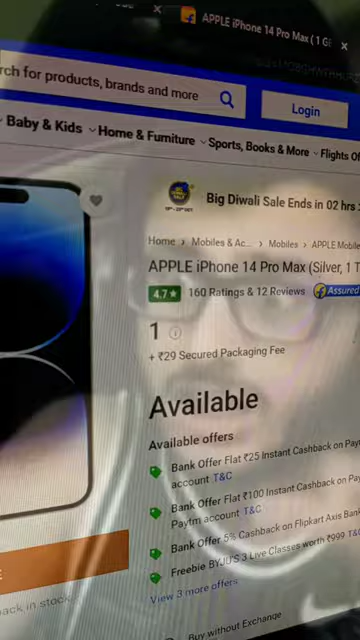 APPLE iPhone 14 Pro Max ( 1
rch for products, brands and more
Login
Baby & Kids
Home & Furniture
Sports, Books & More
Flights
Big Diwali Sale Ends in 02 hrs :
Home > Mobiles & Ac... > Mobiles > APPLE Mobile
APPLE iPhone 14 Pro Max (Silver, 1 T
4.7★ 160 Ratings & 12 Reviews Assured
1
+ ₹29 Secured Packaging Fee
Available
Available offers
Bank Offer Flat ₹25 Instant Cashback on Payt
account T&C
Bank Offer Flat ₹100 Instant Cashback on Pay
Paytm account T&C
Bank Offer 5% Cashback on Flipkart Axis Bank
Freebie BYJU'S 3 Live Classes worth ₹999 T&C
View 3 more offers
back in stock
Buy without Exchange